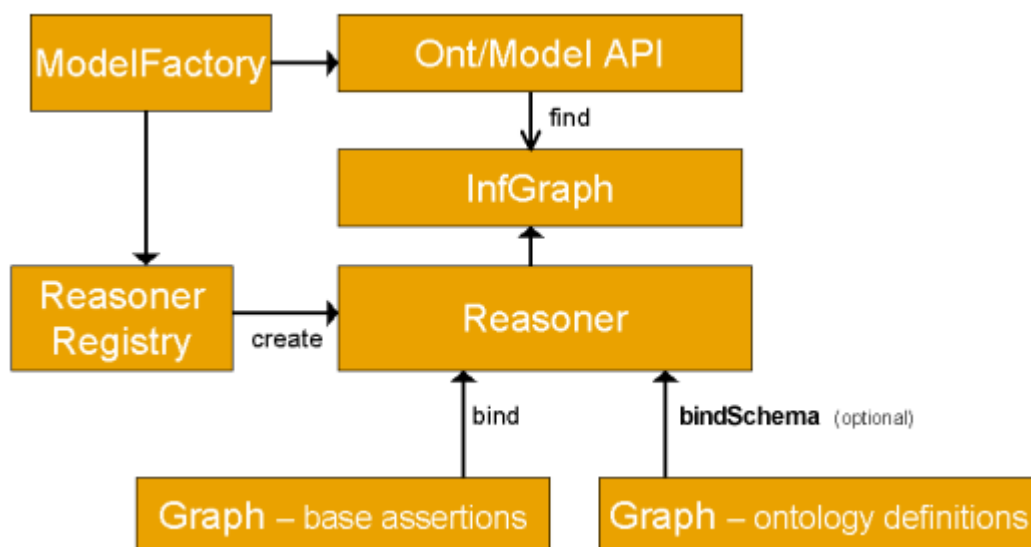 ModelFactory
Ont/Model API
find
InfGraph
Reasoner
Registry
create
Reasoner
bind
bindSchema (optional)
Graph – base assertions
Graph – ontology definitions